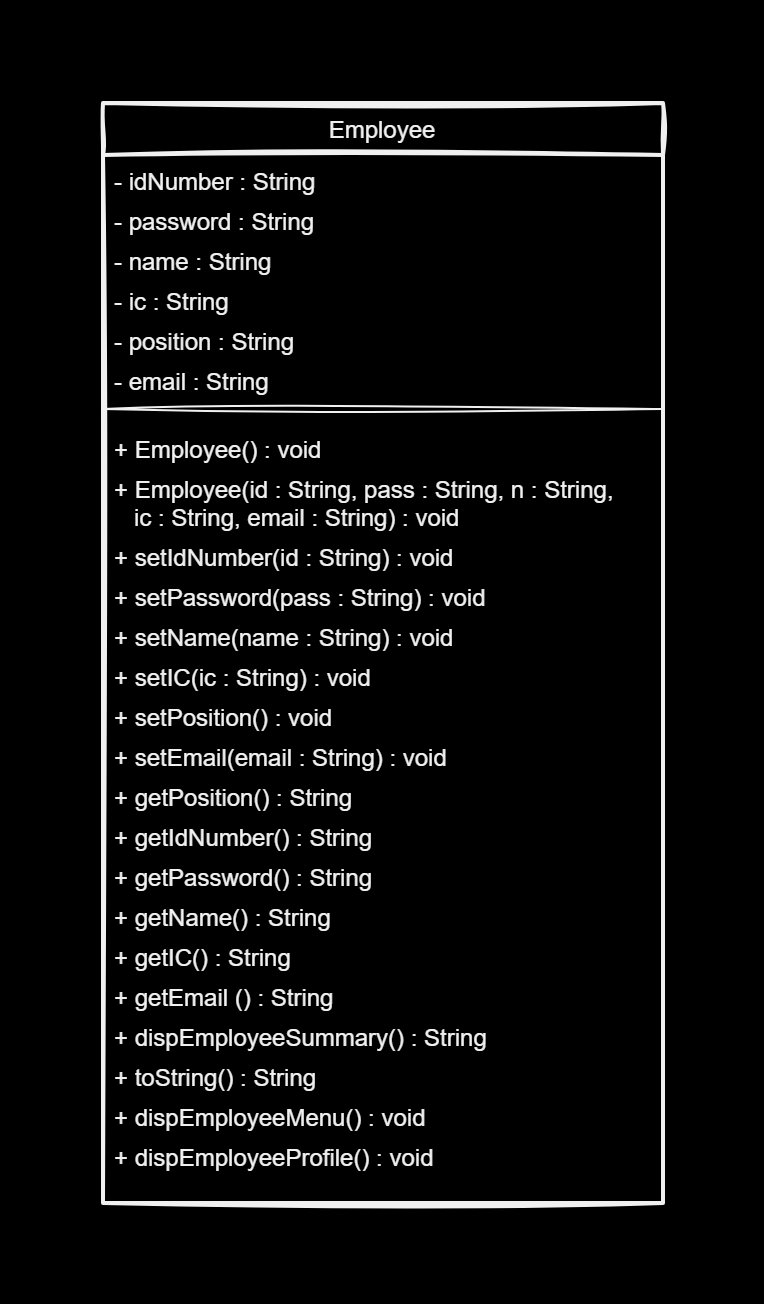 Employee
- idNumber : String
- password : String
- name : String
- ic : String
- position : String
- email : String
+ Employee() : void
+ Employee(id : String, pass : String, n : String,
ic : String, email : String) : void
+ setIdNumber(id : String) : void
+ setPassword(pass : String) : void
+ setName(name : String) : void
+ setIC(ic : String) : void
+ setPosition() : void
+ setEmail(email : String) : void
+ getPosition() : String
+ getIdNumber() : String
+ getPassword() : String
+ getName() : String
+ getIC() : String
+ getEmail () : String
+ dispEmployeeSummary() : String
+ toString() : String
+ dispEmployeeMenu() : void
+ dispEmployeeProfile() : void